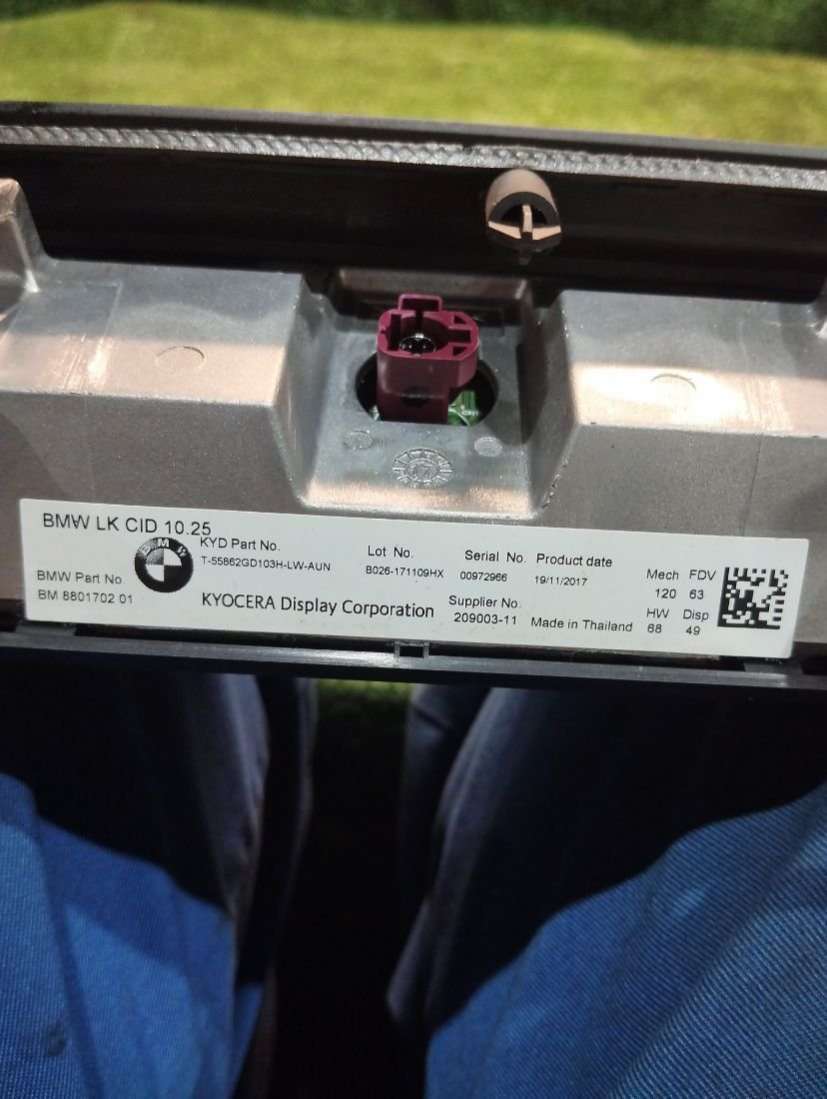 BMW LK CID 10.25
BMW
KYD Part No.
T-55862GD103H-LW-AUN
Lot No.
B026-171109HX
Serial No.
00972966
Product date
19/11/2017
Mech FDV
120 63
HW Disp
68 49
BMW Part No
BM 8801702 01
KYOCERA Display Corporation
Supplier No.
209003-11
Made in Thailand